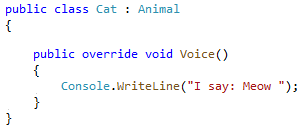 public class Cat : Animal
{
public override void Voice()
{
Console.WriteLine("I say: Meow ");
}
}